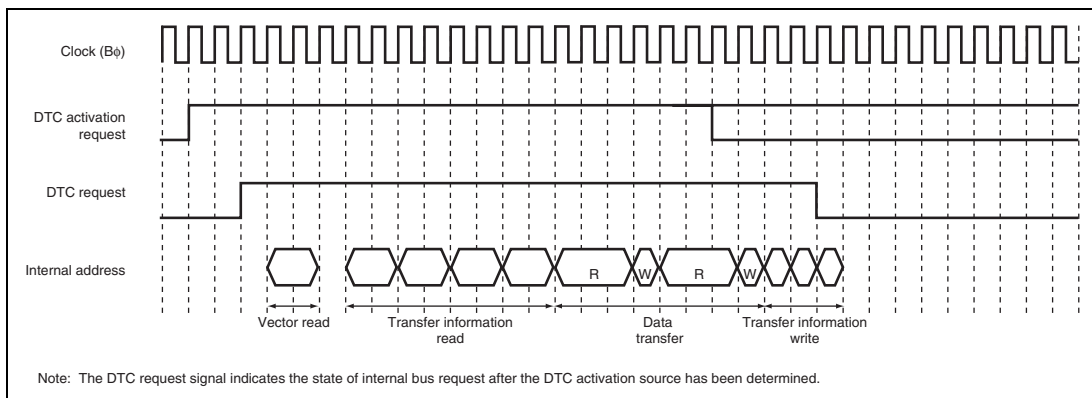 Clock (Bϕ)
DTC activation
request
DTC request
Internal address
R
W
R
W
Vector read
Transfer information
read
Data
transfer
Transfer information
write
Note: The DTC request signal indicates the state of internal bus request after the DTC activation source has been determined.